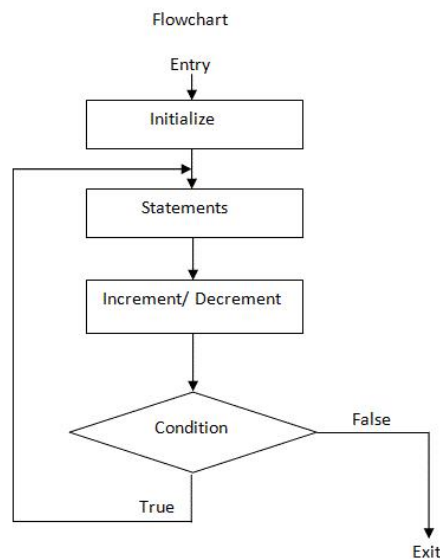 Flowchart
Entry
Initialize
Statements
Increment/ Decrement
Condition
False
True
Exit